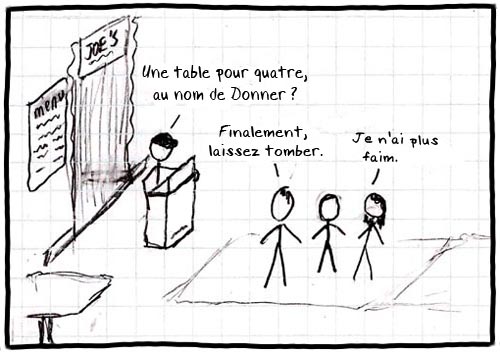 JOE'S
menu
Une table pour quatre,
au nom de Donner ?
Finalement,
laissez tomber.
Je n'ai plus
faim.